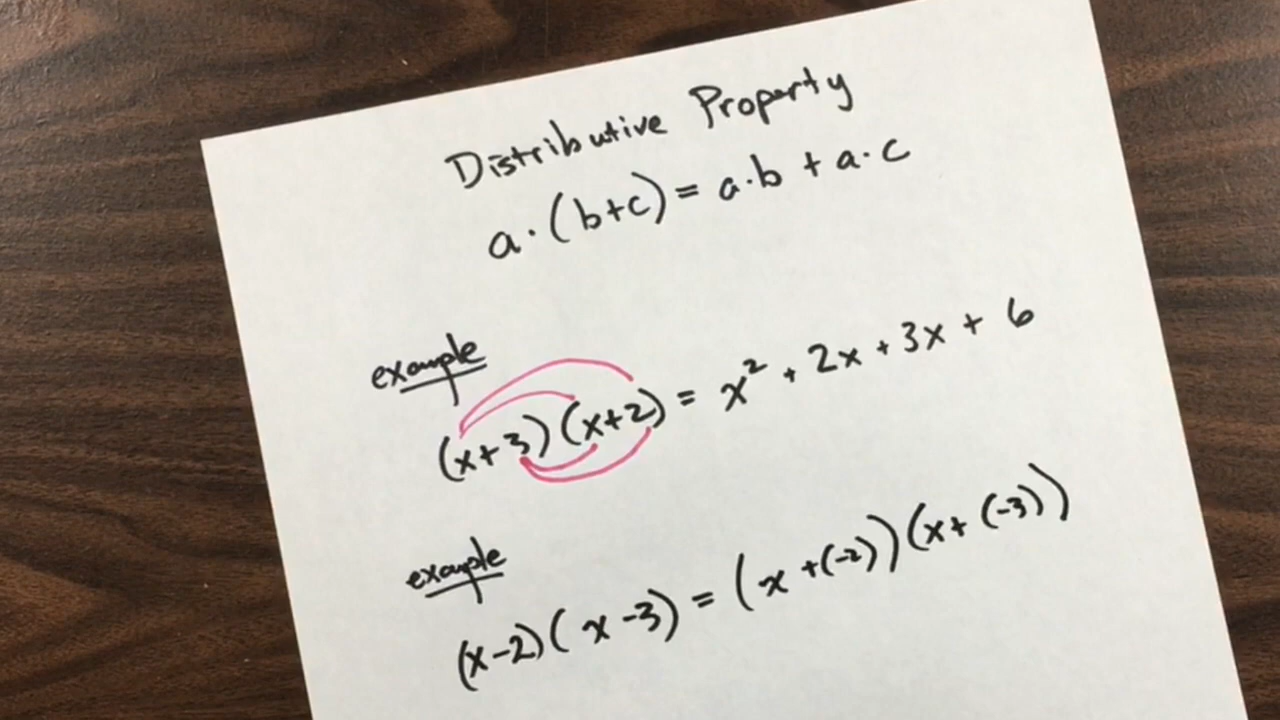 Distributive Property
a·(b+c) = a·b + a·c
example
(x+3)(x+2) = x² + 2x + 3x + 6
example
(x-2)(x-3) = (x+(-2))(x+(-3))